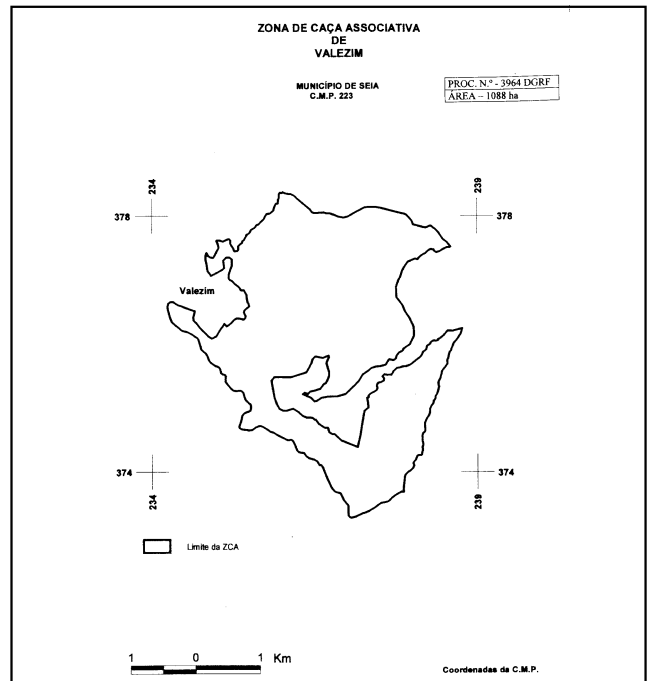 ZONA DE CAÇA ASSOCIATIVA
DE
VALEZIM
MUNICÍPIO DE SEIA
C.M.P. 223
PROC. N.º - 3964 DGRF
ÁREA – 1088 ha
234
239
378
378
Valezim
374
374
234
239
Limite da ZCA
1 0 1 Km
Coordenadas da C.M.P.